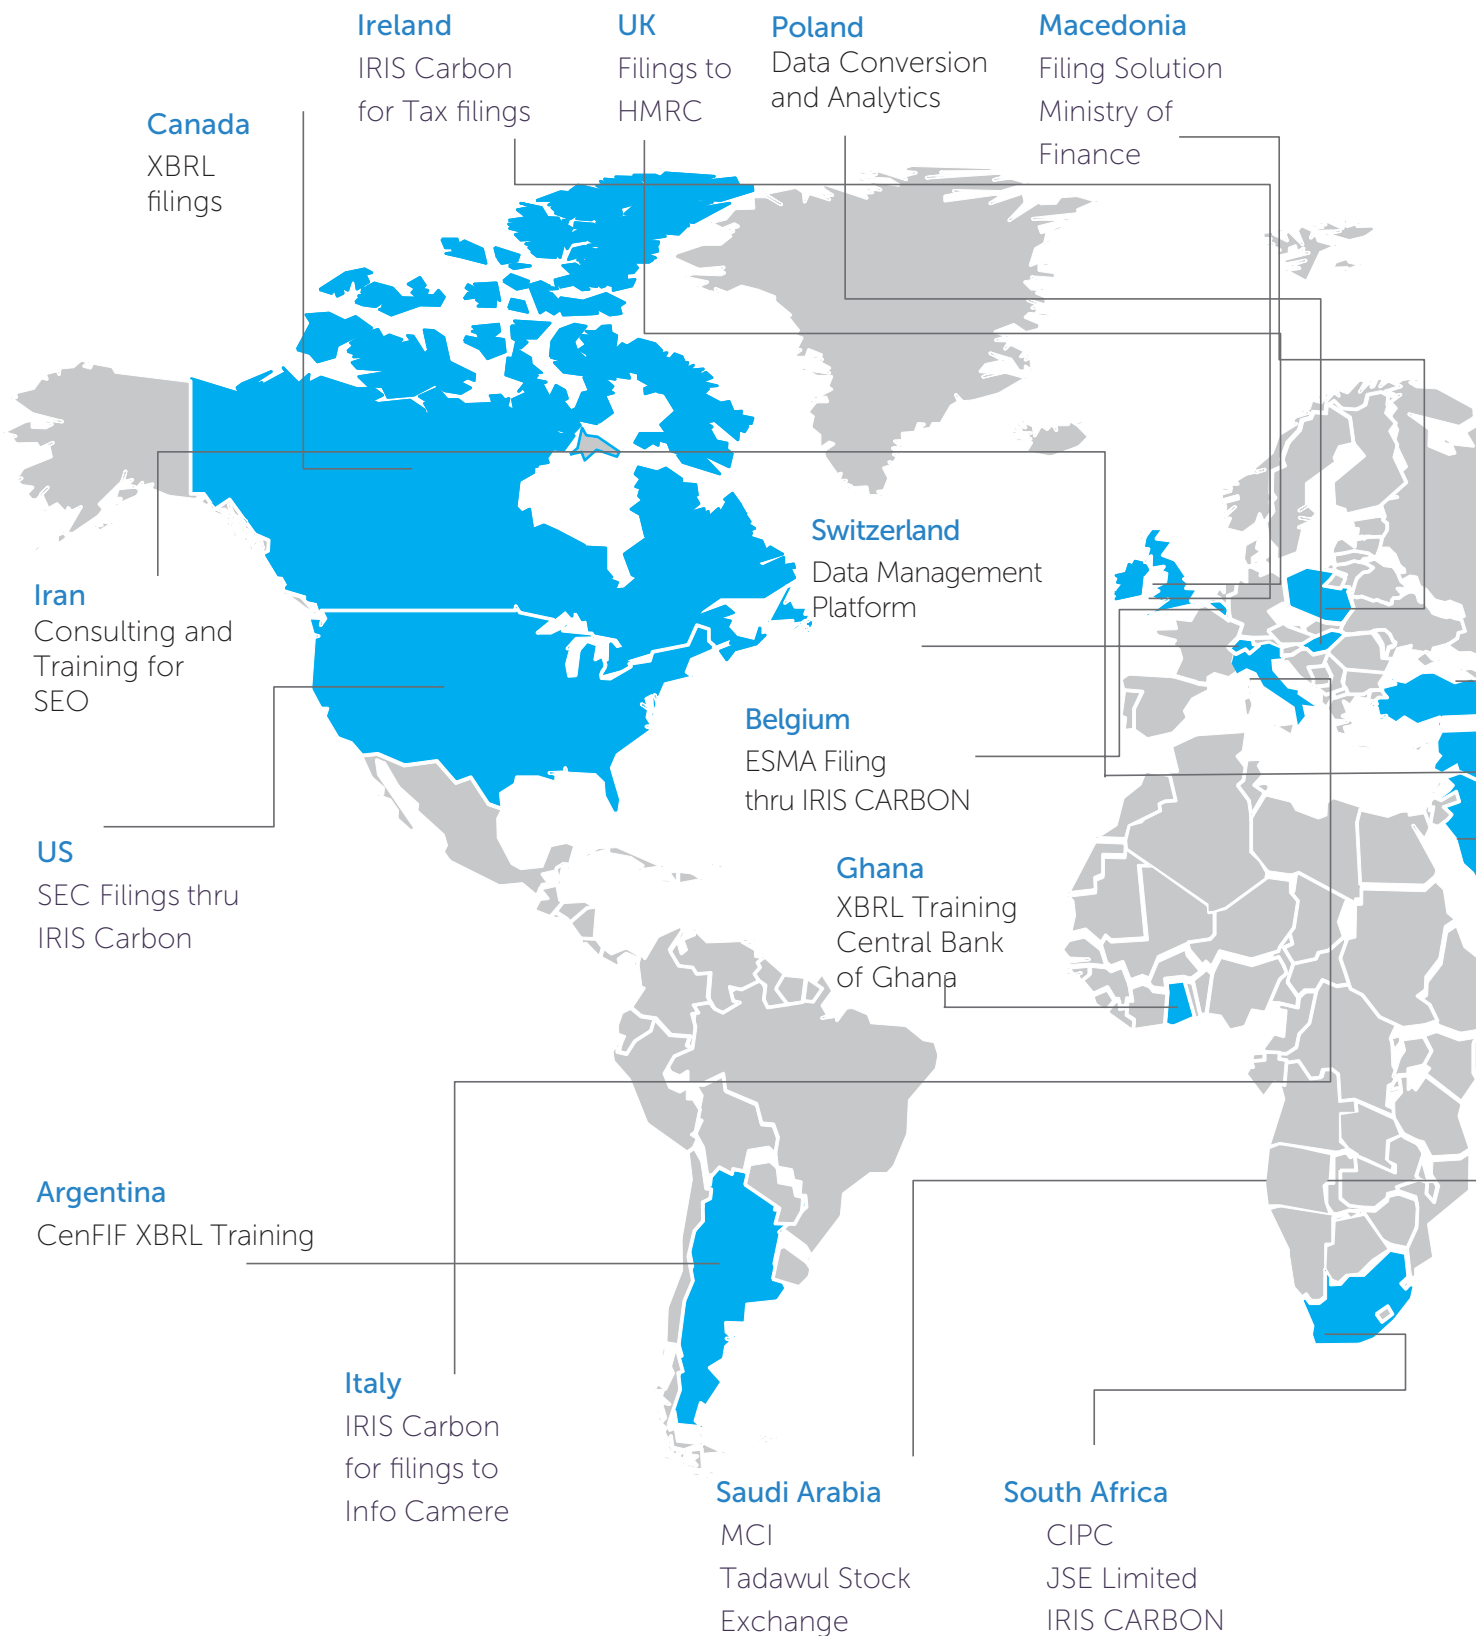 Ireland
IRIS Carbon
for Tax filings
UK
Filings to
HMRC
Poland
Data Conversion
and Analytics
Macedonia
Filing Solution
Ministry of
Finance
Canada
XBRL
filings
Switzerland
Data Management
Platform
Iran
Consulting and
Training for
SEO
Belgium
ESMA Filing
thru IRIS CARBON
US
SEC Filings thru
IRIS Carbon
Ghana
XBRL Training
Central Bank
of Ghana
Argentina
CenFIF XBRL Training
Italy
IRIS Carbon
for filings to
Info Camere
Saudi Arabia
MCI
Tadawul Stock
Exchange
South Africa
CIPC
JSE Limited
IRIS CARBON